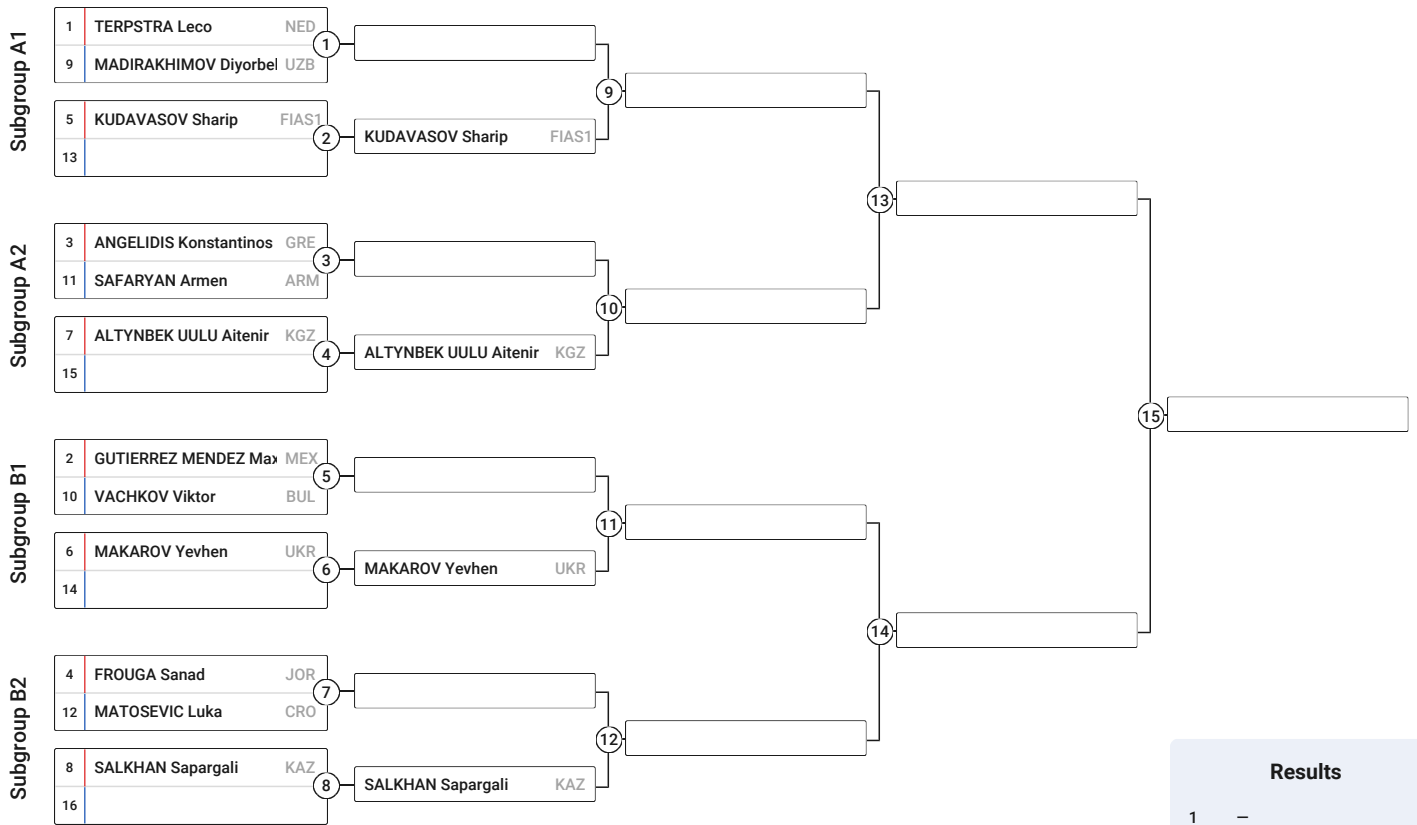 Subgroup A1
1 TERPSTRA Leco NED
9 MADIRAKHIMOV Diyorbel UZB
1
5 KUDAVASOV Sharip FIAS1
13
2
KUDAVASOV Sharip FIAS1
9
Subgroup A2
3 ANGELIDIS Konstantinos GRE
11 SAFARYAN Armen ARM
3
7 ALTYNBEK UULU Aitenir KGZ
15
4
ALTYNBEK UULU Aitenir KGZ
10
13
Subgroup B1
2 GUTIERREZ MENDEZ Max MEX
10 VACHKOV Viktor BUL
5
6 MAKAROV Yevhen UKR
14
6
MAKAROV Yevhen UKR
11
Subgroup B2
4 FROUGA Sanad JOR
12 MATOSEVIC Luka CRO
7
8 SALKHAN Sapargali KAZ
16
8
SALKHAN Sapargali KAZ
12
14
15
Results
1 –